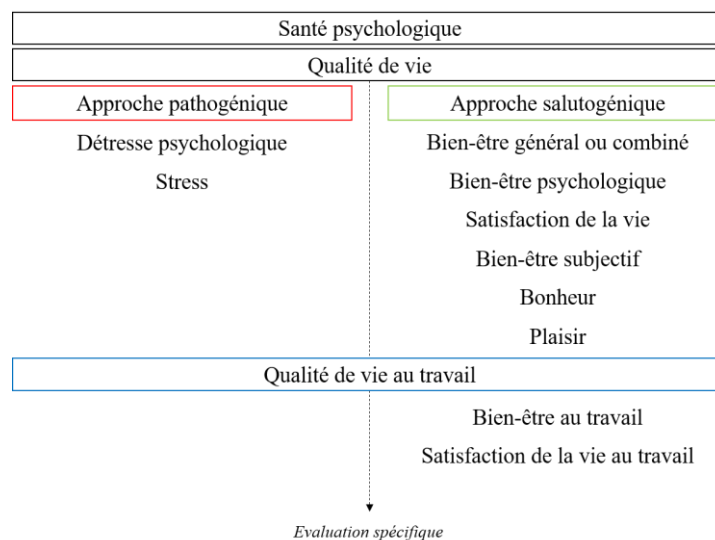 Santé psychologique
Qualité de vie
Approche pathogénique
Approche salutogénique
Détresse psychologique
Bien-être général ou combiné
Stress
Bien-être psychologique
Satisfaction de la vie
Bien-être subjectif
Bonheur
Plaisir
Qualité de vie au travail
Bien-être au travail
Satisfaction de la vie au travail
Evaluation spécifique